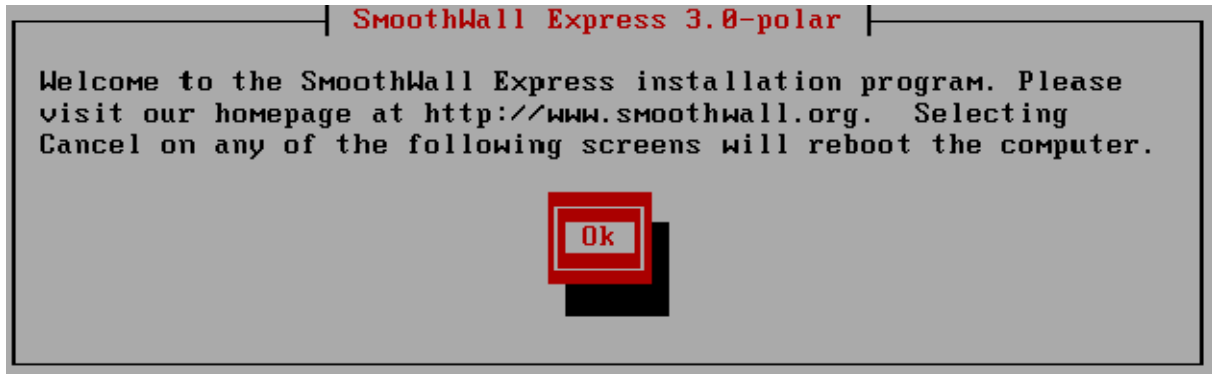 SmoothWall Express 3.0-polar
Welcome to the SmoothWall Express installation program. Please
visit our homepage at http://www.smoothwall.org.  Selecting
Cancel on any of the following screens will reboot the computer.
Ok